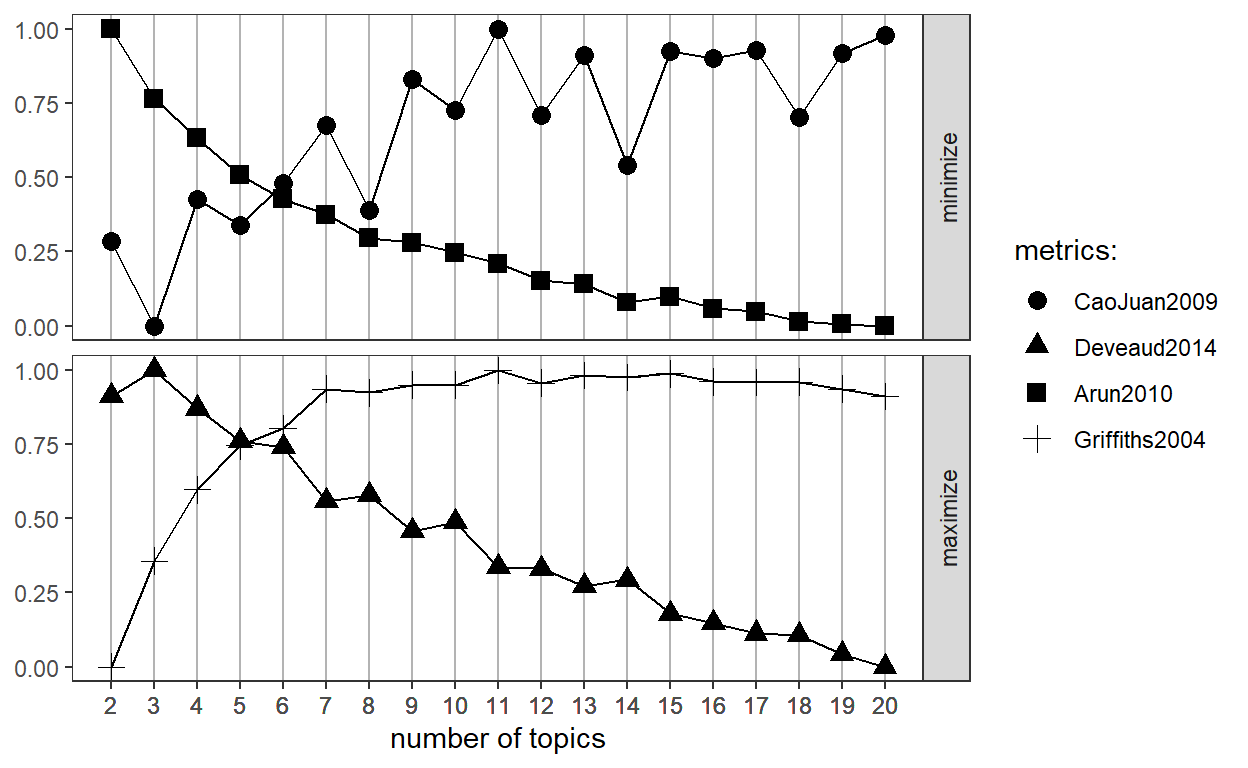 1.00
0.75
0.50
0.25
0.00
minimize
1.00
0.75
0.50
0.25
0.00
maximize
2 3 4 5 6 7 8 9 10 11 12 13 14 15 16 17 18 19 20
number of topics
metrics:
CaoJuan2009
Deveaud2014
Arun2010
Griffiths2004